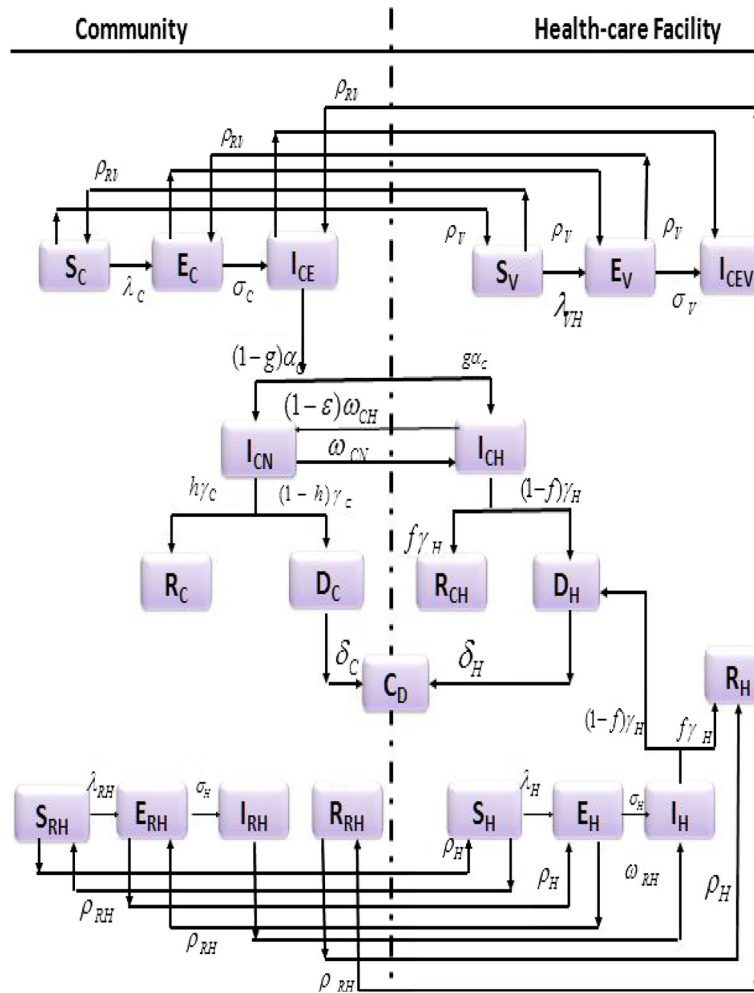 Community Health-care Facility
ρ_RV
ρ_RV
ρ_RV
ρ_V ρ_V ρ_V
S_C E_C I_CE S_V E_V I_CEV
λ_C σ_C λ_VH σ_V
(1-g)α_C gα_c
(1-ε)ω_CH
I_CN I_CH
ω_CN
hγ_C (1-h)γ_c (1-f)γ_H
fγ_H
R_C D_C R_CH D_H
δ_C δ_H
C_D R_H
(1-f)γ_H fγ_H
λ_RH σ_H λ_H σ_H
S_RH E_RH I_RH R_RH S_H E_H I_H
ρ_H
ρ_H ω_RH ρ_H
ρ_RH
ρ_RH
ρ_RH